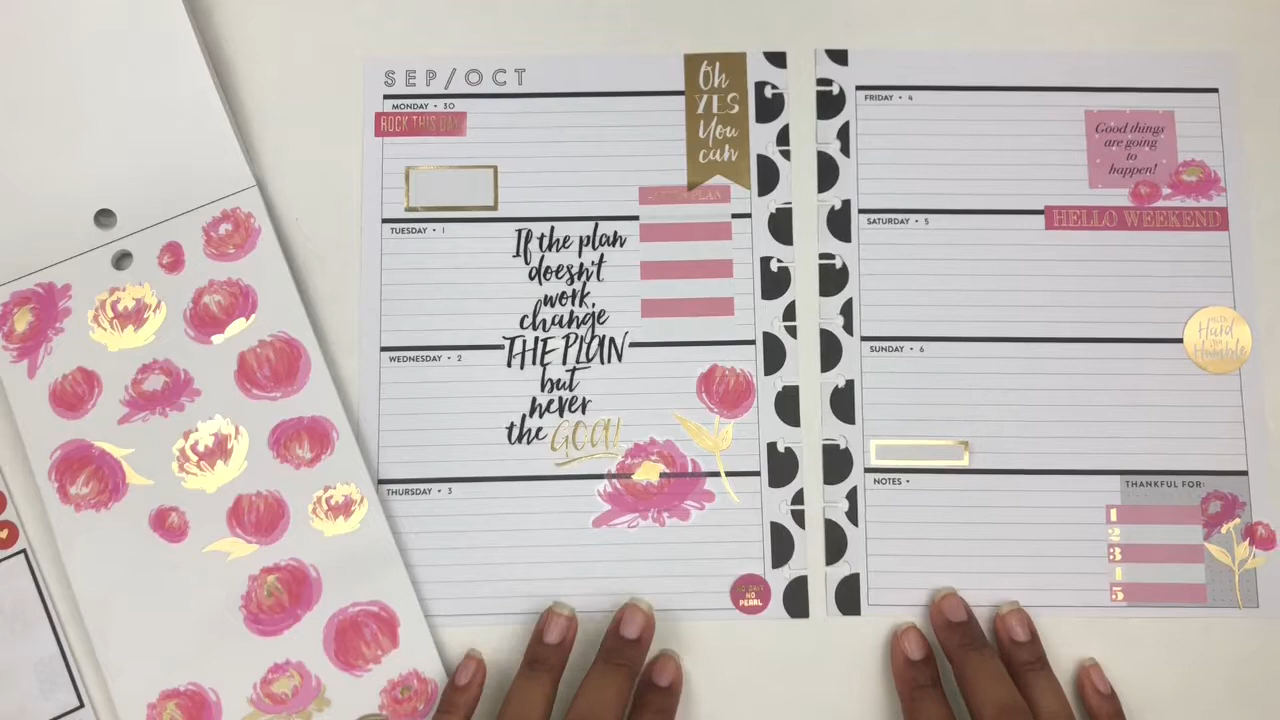 SEP/OCT
MONDAY • 30
ROCK THIS DAY
Oh
YES
You
can
PLAN
TUESDAY • 1
If the plan
doesn't
work,
change
THE PLAN
but
never
the GOAL
WEDNESDAY • 2
THURSDAY • 3
NO
PEARL
FRIDAY • 4
Good things
are going
to
happen!
SATURDAY • 5
HELLO WEEKEND
SUNDAY • 6
Hard
Humble
NOTES •
THANKFUL FOR:
1
2
3
4
5